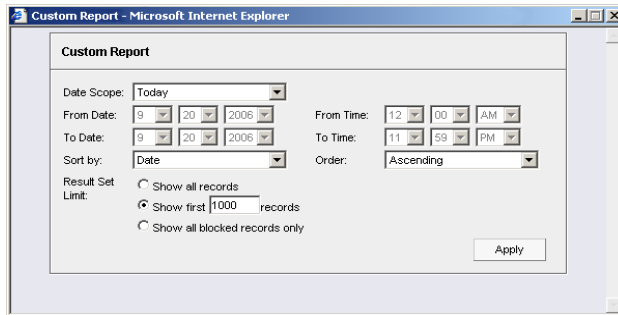 Custom Report - Microsoft Internet Explorer
Custom Report
Date Scope: Today
From Date: 9 20 2006 From Time: 12 00 AM
To Date: 9 20 2006 To Time: 11 59 PM
Sort by: Date Order: Ascending
Result Set
Limit:
Show all records
Show first 1000 records
Show all blocked records only
Apply